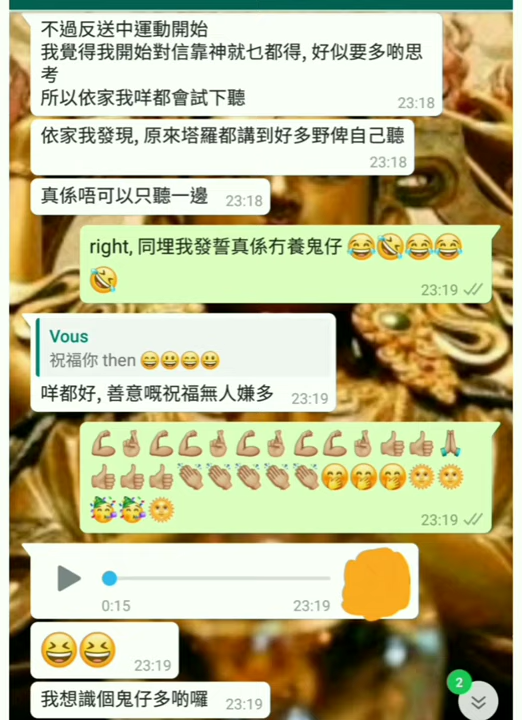 不過反送中運動開始
我覺得我開始對信靠神就乜都得, 好似要多啲思
考
所以依家我咩都會試下聽
23:18
依家我發現, 原來塔羅都講到好多野俾自己聽
23:18
真係唔可以只聽一邊 23:18
right, 同埋我發誓真係冇養鬼仔 😂🤣😂😂
🤣
23:19
Vous
祝福你 then 😄😃😄😃
咩都好, 善意嘅祝福無人嫌多 23:19
💪🏼🤞🏼💪🏼💪🏼🤞🏼💪🏼🤞🏼💪🏼💪🏼🤞🏼👍🏼👍🏼🙏🏼
👍🏼👍🏼👍🏼👏🏼👏🏼👏🏼👏🏼👏🏼🤭🤭🤭🌞🌞
🥳🥳🌞
23:19
0:15 23:19
😆😆 23:19
2
我想識個鬼仔多啲囉 23:19